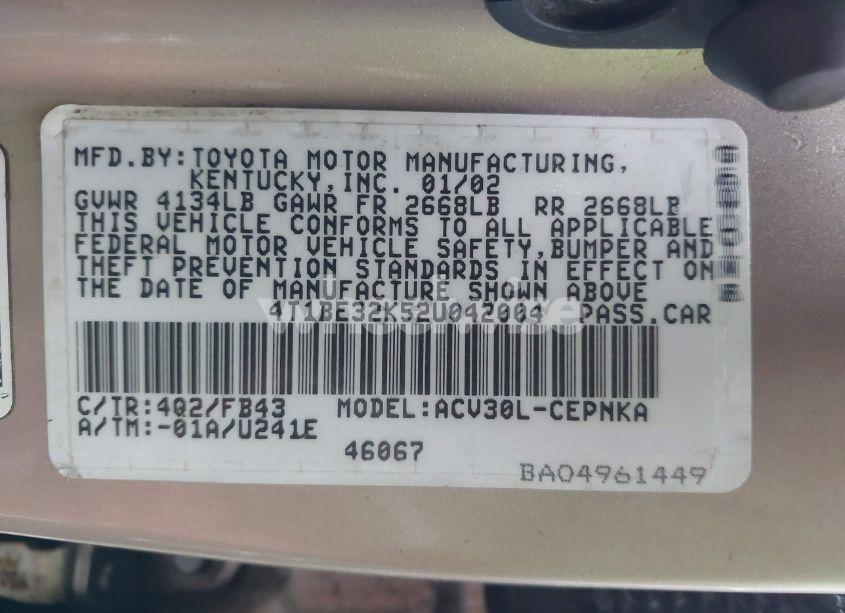 MFD.BY:TOYOTA MOTOR MANUFACTURING,
KENTUCKY,INC. 01/02
GVWR 4134LB GAWR FR 2668LB RR 2668LB
THIS VEHICLE CONFORMS TO ALL APPLICABLE
FEDERAL MOTOR VEHICLE SAFETY,BUMPER AND
THEFT PREVENTION STANDARDS IN EFFECT ON
THE DATE OF MANUFACTURE SHOWN ABOVE
4T1BE32K52U042004 PASS.CAR
C/TR:4Q2/FB43 MODEL:ACV30L-CEPNKA
A/TM:-01A/U241E
46067
BA04961449